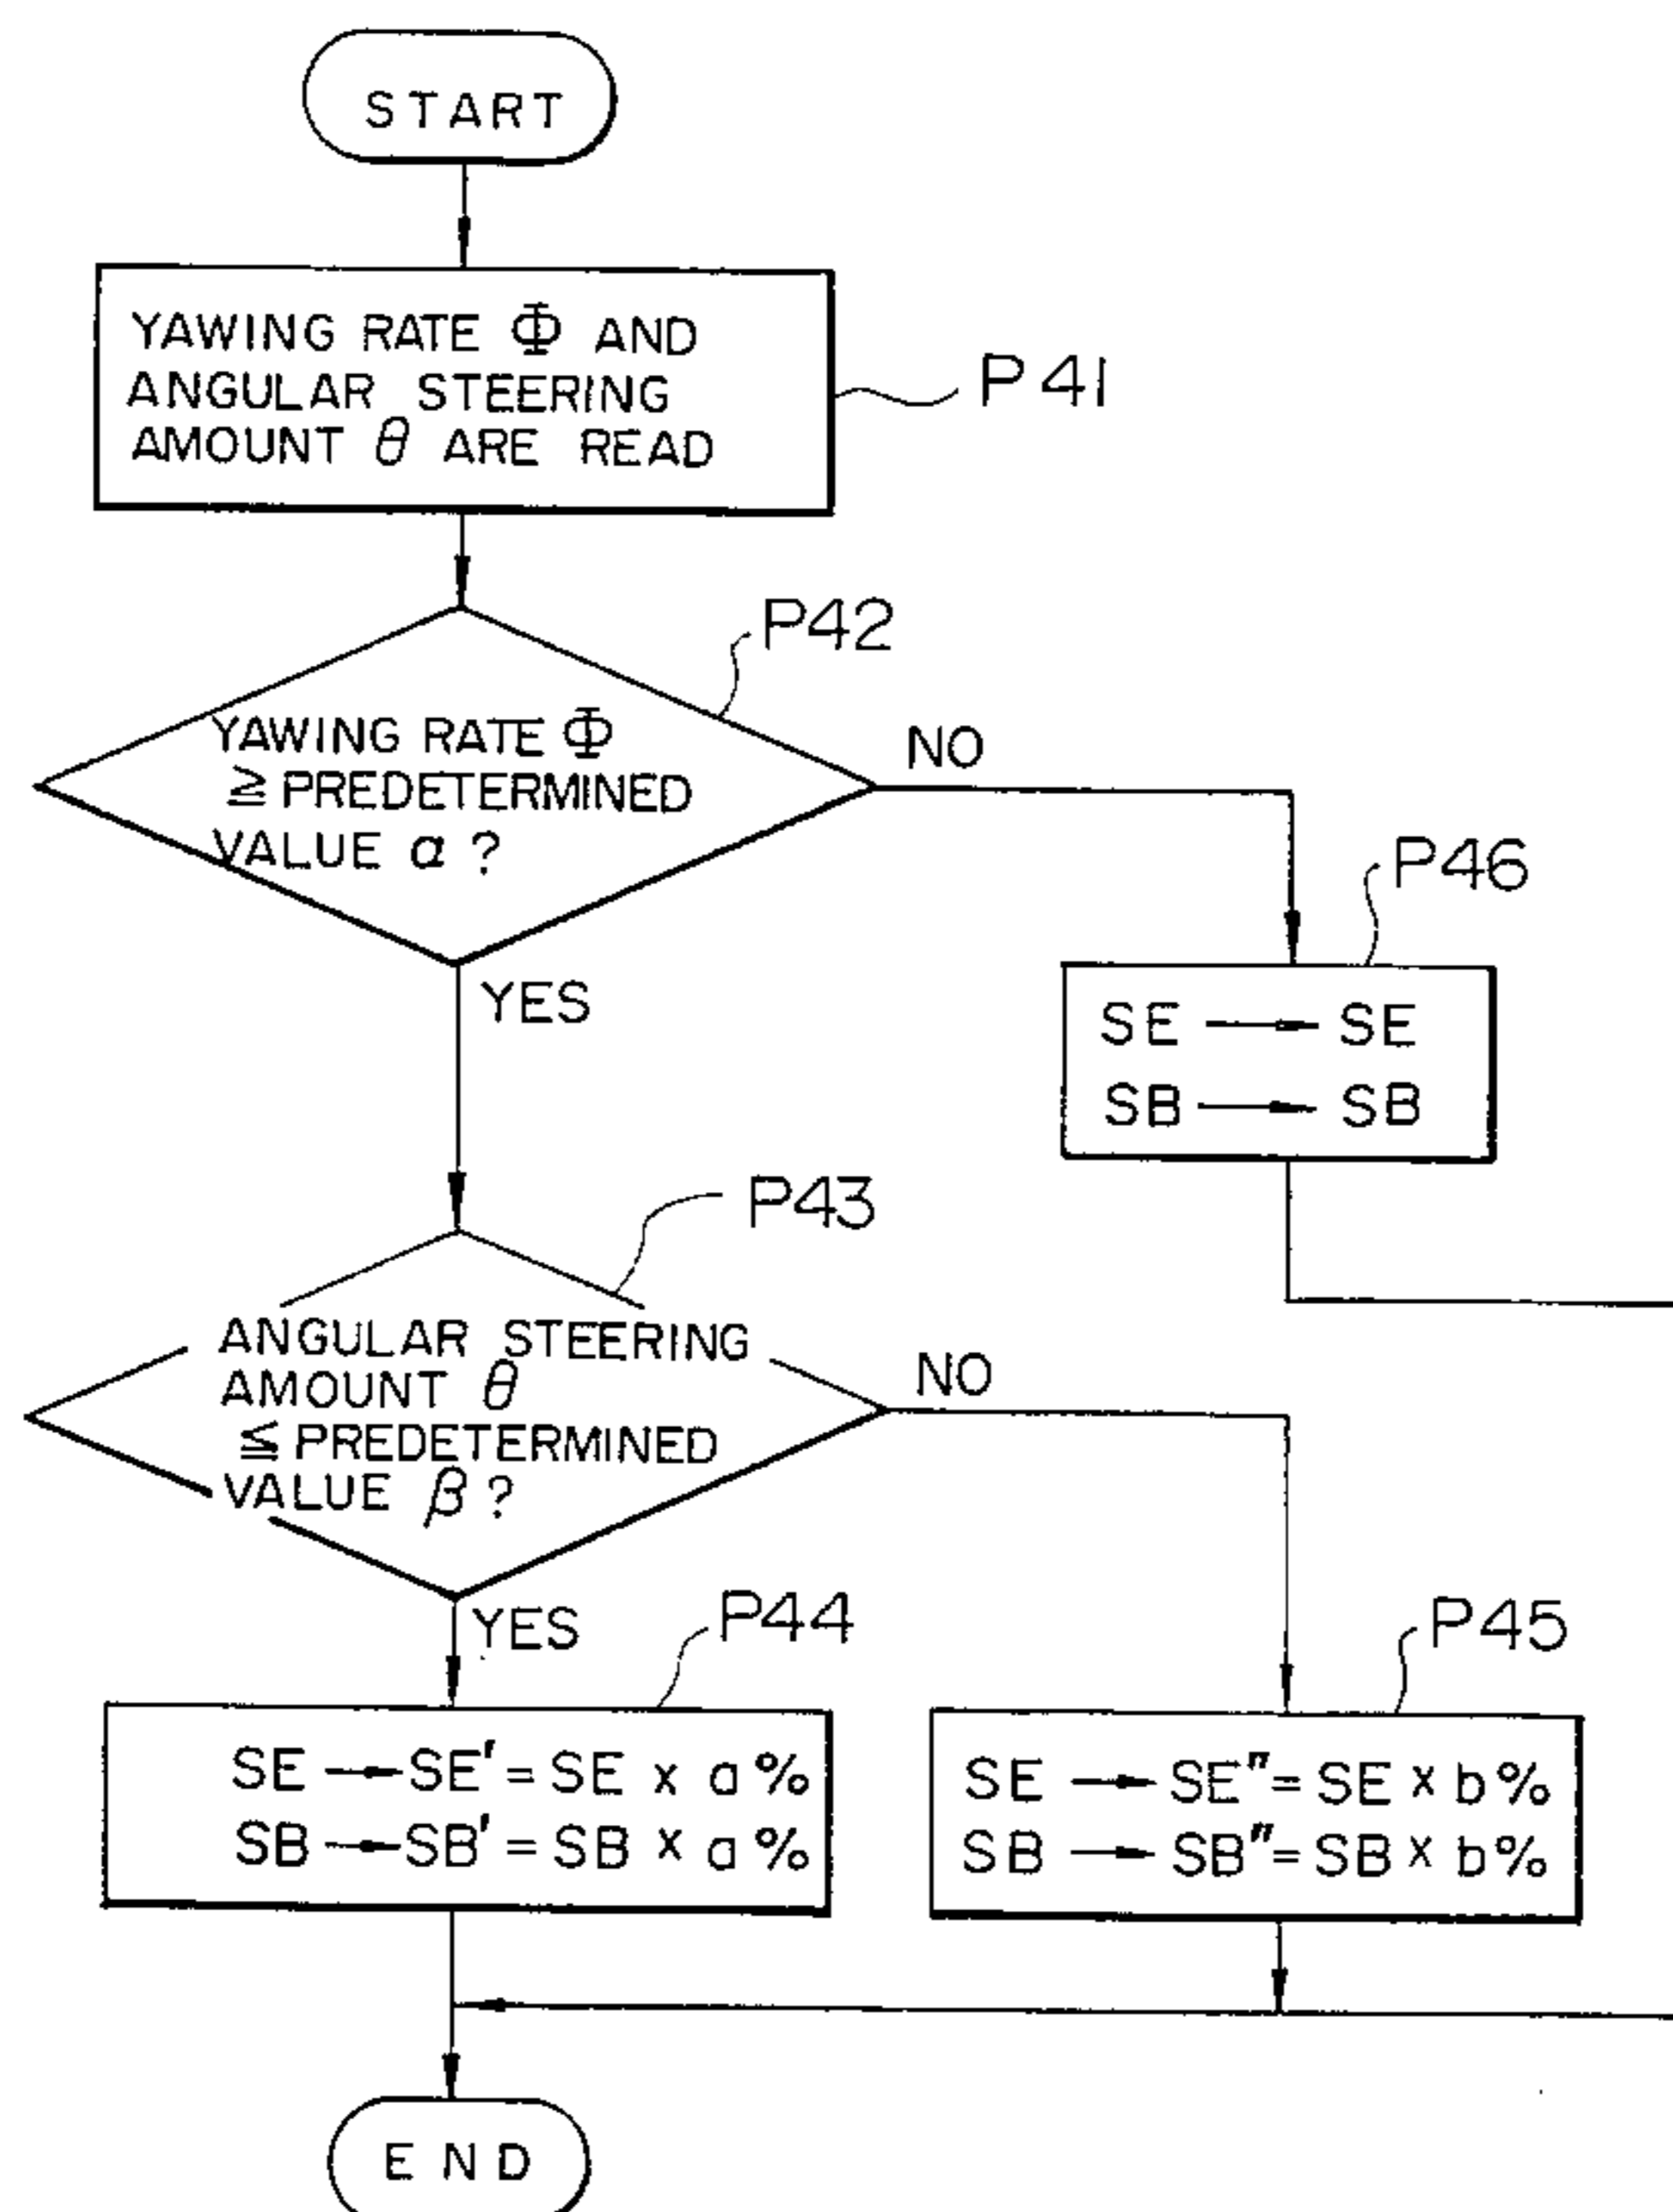 START
YAWING RATE Φ AND
ANGULAR STEERING
AMOUNT θ ARE READ
P41
P42
YAWING RATE Φ
≧ PREDETERMINED
VALUE α ?
NO
YES
P46
SE → SE
SB → SB
P43
ANGULAR STEERING
AMOUNT θ
≦ PREDETERMINED
VALUE β ?
NO
YES
P44
SE → SE' = SE x a %
SB → SB' = SB x a %
P45
SE → SE" = SE x b %
SB → SB" = SB x b %
END